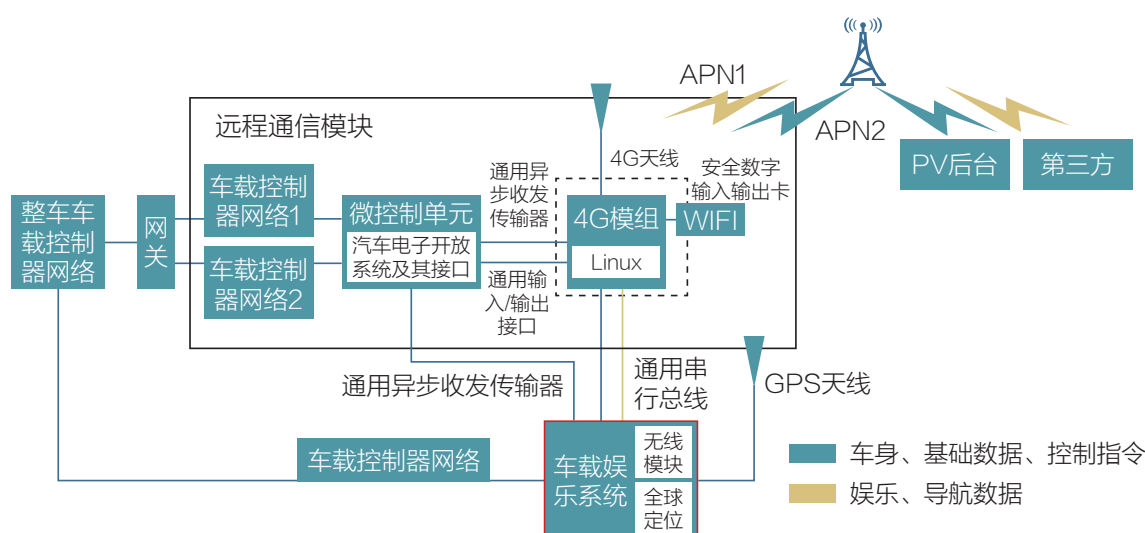 APN1
APN2
远程通信模块
PV后台
第三方
4G天线
安全数字
输入输出卡
通用异
步收发
传输器
车载控制
器网络1
整车车
载控制
器网络
网
关
微控制单元
汽车电子开放
系统及其接口
4G模组
Linux
WIFI
车载控制
器网络2
通用输
入/输出
接口
通用异步收发传输器
通用串
行总线
GPS天线
车载控制器网络
车载娱
乐系统
无线
模块
全球
定位
车身、基础数据、控制指令
娱乐、导航数据